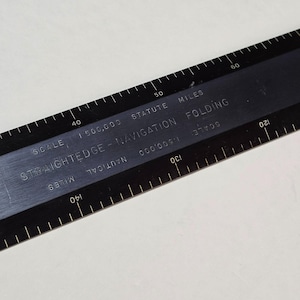 40 50 60
SCALE 1:500,000 STATUTE MILES
STRAIGHTEDGE - NAVIGATION FOLDING
SCALE 1:500,000 NAUTICAL MILES
120 130 140